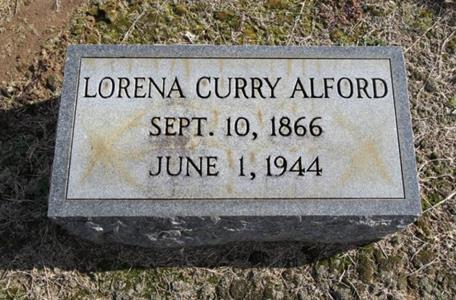 LORENA CURRY ALFORD
SEPT. 10, 1866
JUNE 1, 1944